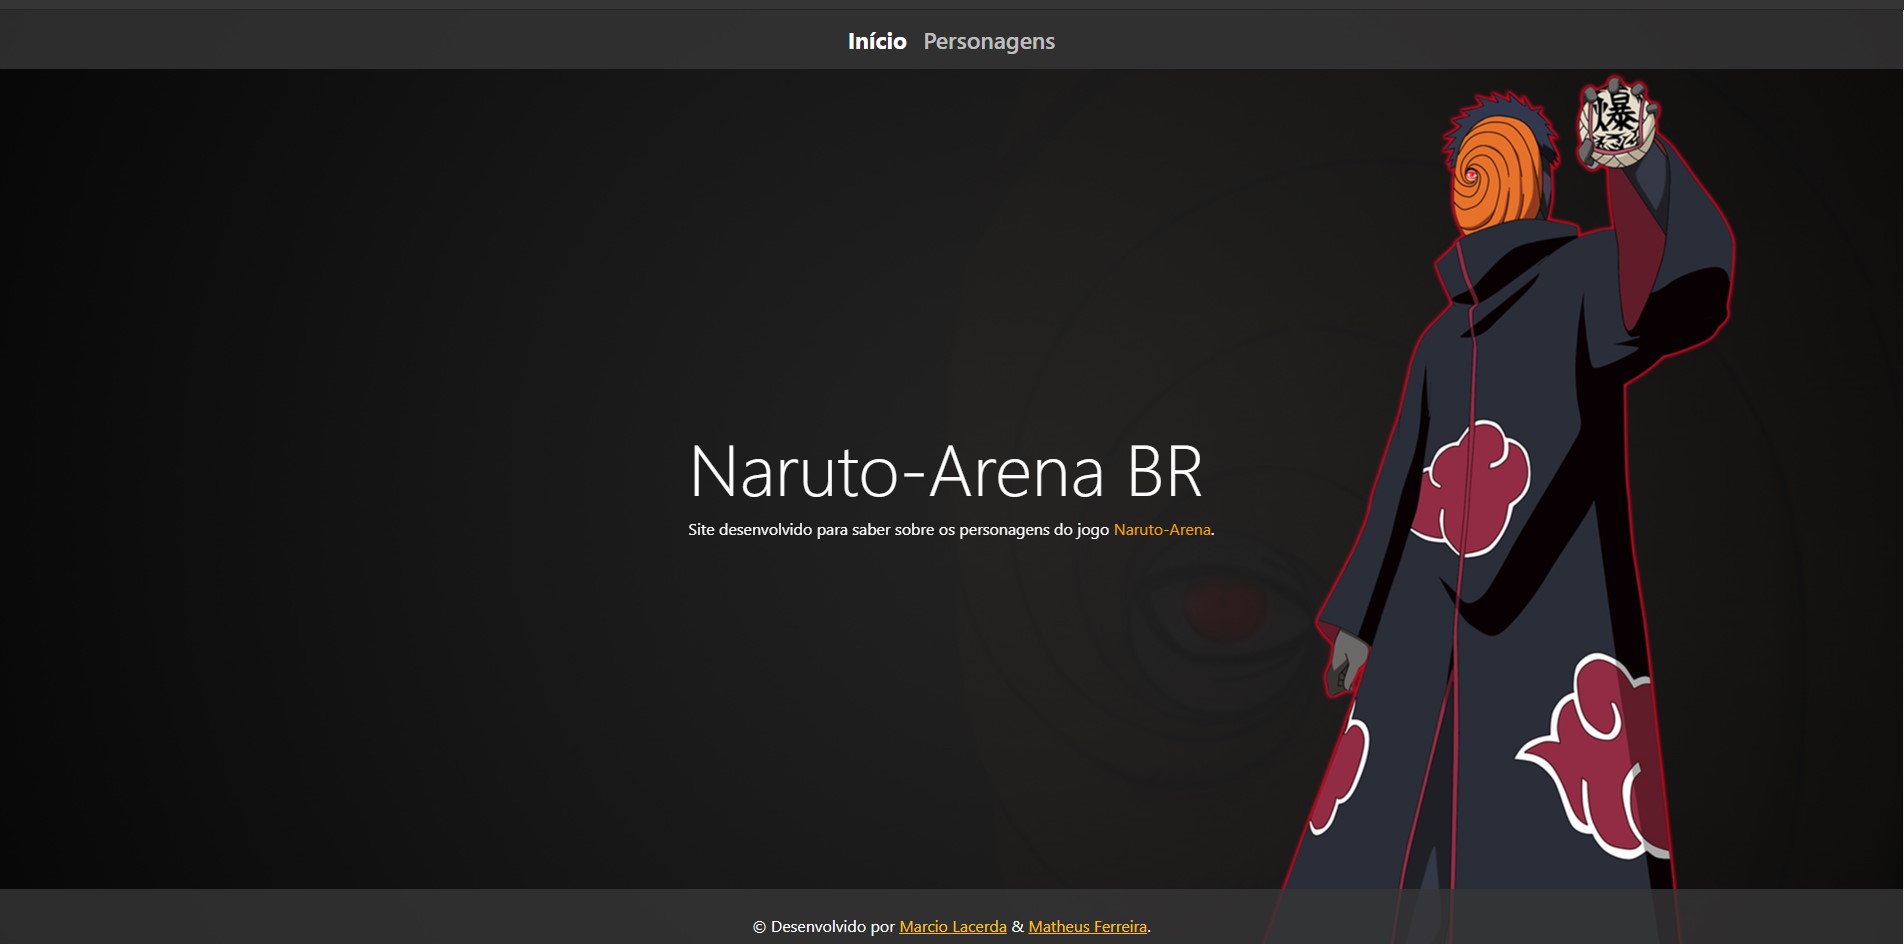 Início Personagens
爆
Naruto-Arena BR
Site desenvolvido para saber sobre os personagens do jogo Naruto-Arena.
© Desenvolvido por Marcio Lacerda & Matheus Ferreira.